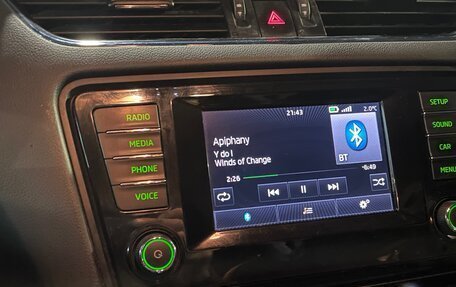 RADIO
MEDIA
PHONE
VOICE
21:43
2.0°C
Apiphany
Y do I
Winds of Change
BT
2:26
-6:49
SETUP
SOUND
CAR
MENU